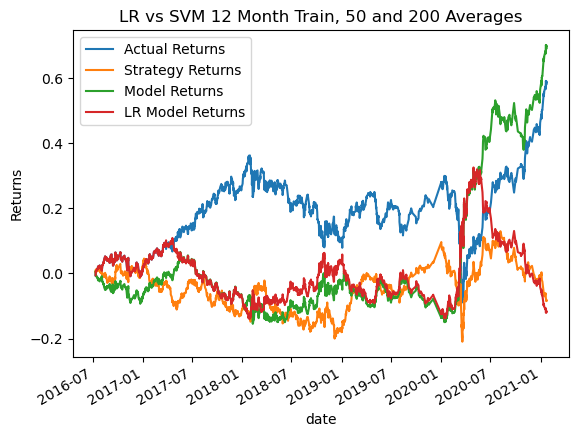 LR vs SVM 12 Month Train, 50 and 200 Averages
Actual Returns
Strategy Returns
Model Returns
LR Model Returns
Returns
0.6
0.4
0.2
0.0
−0.2
2016-07
2017-01
2017-07
2018-01
2018-07
2019-01
2019-07
2020-01
2020-07
2021-01
date